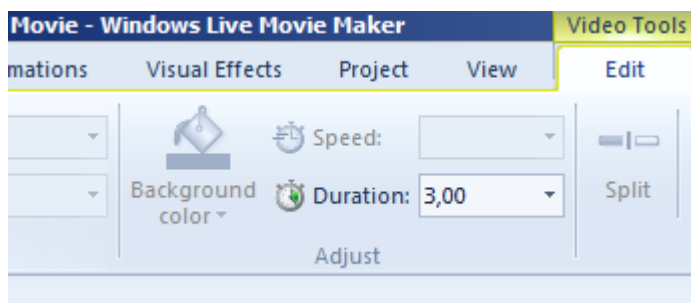 Movie - Windows Live Movie Maker
Video Tools
mations Visual Effects Project View Edit
Speed:
Background color
Duration: 3,00
Split
Adjust